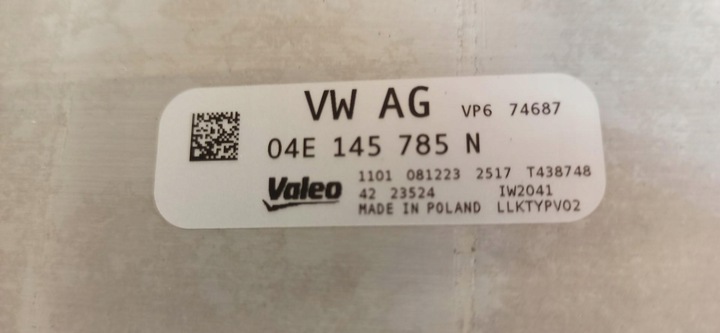 VW AG VP6 74687
04E 145 785 N
Valeo
1101 081223 2517 T438748
42 23524 IW2041
MADE IN POLAND LLKTYPV02